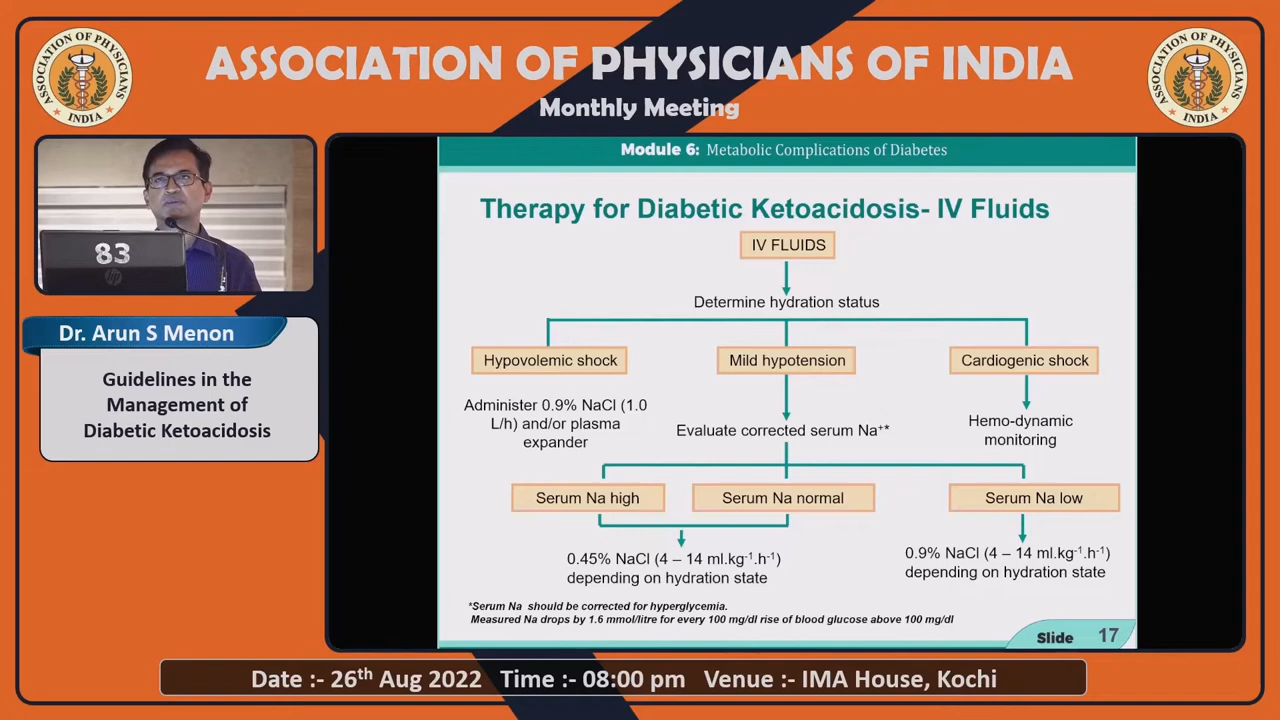 ASSOCIATION OF PHYSICIANS OF INDIA
Monthly Meeting
ASSOCIATION OF PHYSICIANS
INDIA
ASSOCIATION OF PHYSICIANS
INDIA
83
hp
Dr. Arun S Menon
Guidelines in the
Management of
Diabetic Ketoacidosis
Module 6: Metabolic Complications of Diabetes
Therapy for Diabetic Ketoacidosis- IV Fluids
IV FLUIDS
Determine hydration status
Hypovolemic shock
Mild hypotension
Cardiogenic shock
Administer 0.9% NaCl (1.0
L/h) and/or plasma
expander
Evaluate corrected serum Na⁺*
Hemo-dynamic
monitoring
Serum Na high
Serum Na normal
Serum Na low
0.45% NaCl (4 – 14 ml.kg⁻¹.h⁻¹)
depending on hydration state
0.9% NaCl (4 – 14 ml.kg⁻¹.h⁻¹)
depending on hydration state
*Serum Na should be corrected for hyperglycemia.
Measured Na drops by 1.6 mmol/litre for every 100 mg/dl rise of blood glucose above 100 mg/dl
Slide 17
Date :- 26th Aug 2022 Time :- 08:00 pm Venue :- IMA House, Kochi